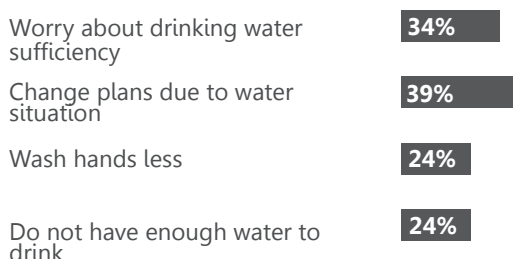 Worry about drinking water
sufficiency
34%
Change plans due to water
situation
39%
Wash hands less
24%
Do not have enough water to
drink
24%